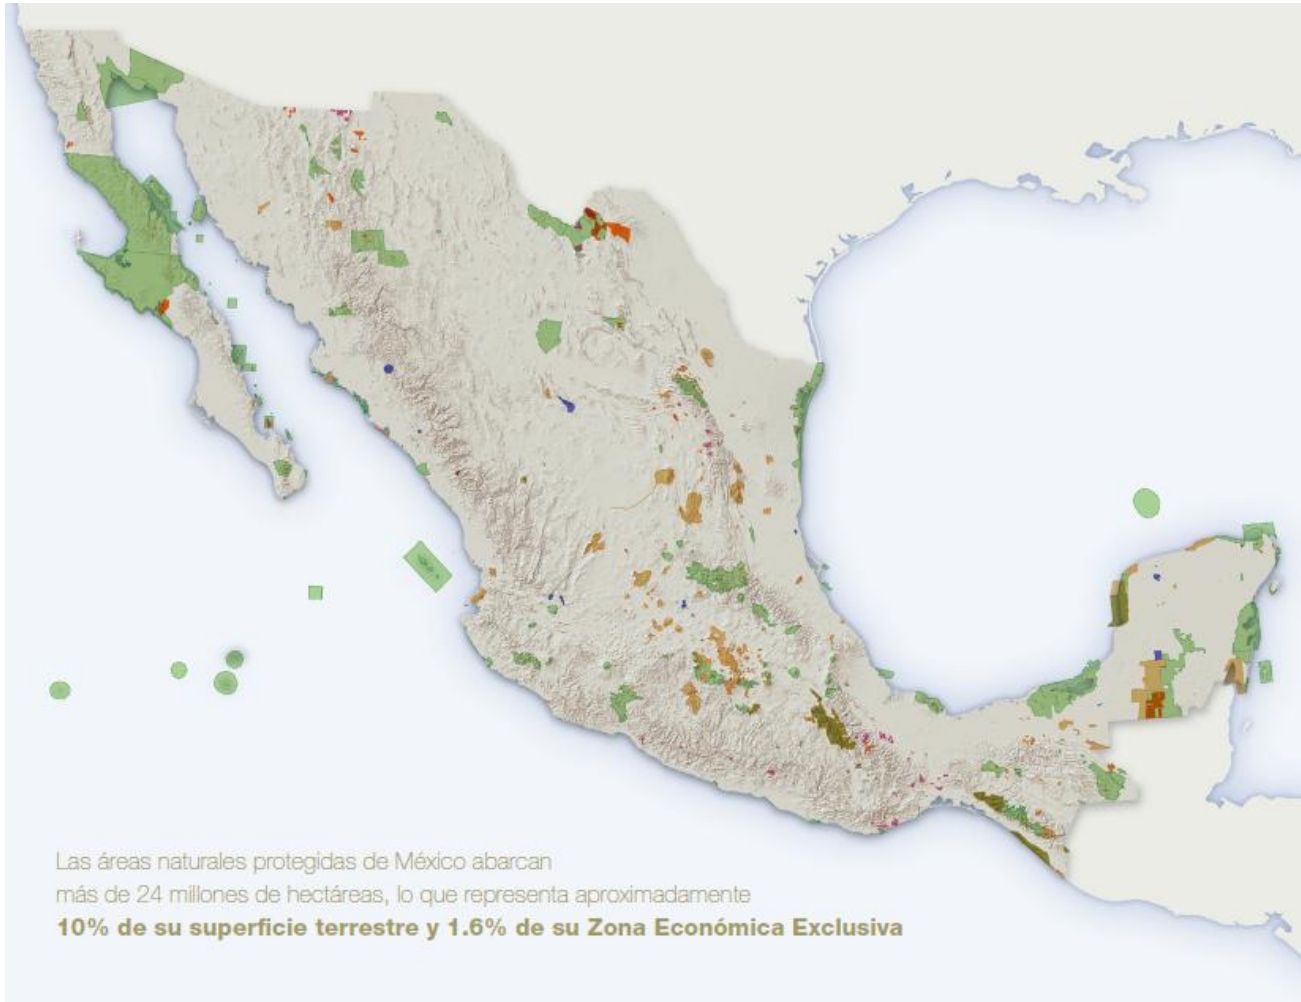 Las áreas naturales protegidas de México abarcan
más de 24 millones de hectáreas, lo que representa aproximadamente
10% de su superficie terrestre y 1.6% de su Zona Económica Exclusiva